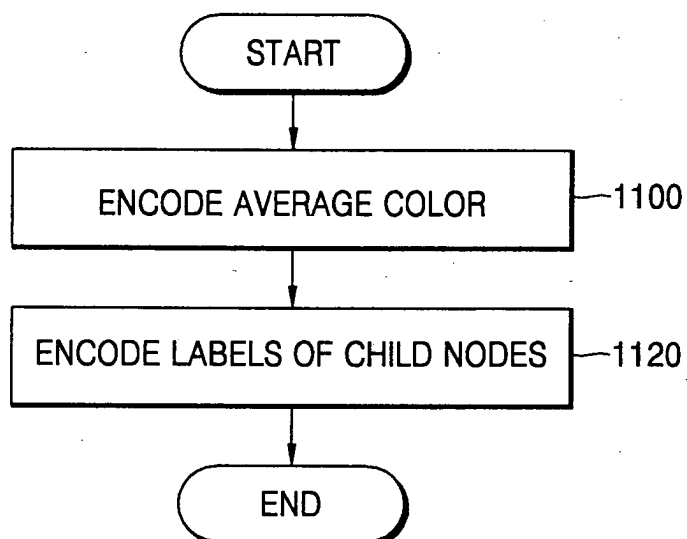 START
ENCODE AVERAGE COLOR
1100
ENCODE LABELS OF CHILD NODES
1120
END